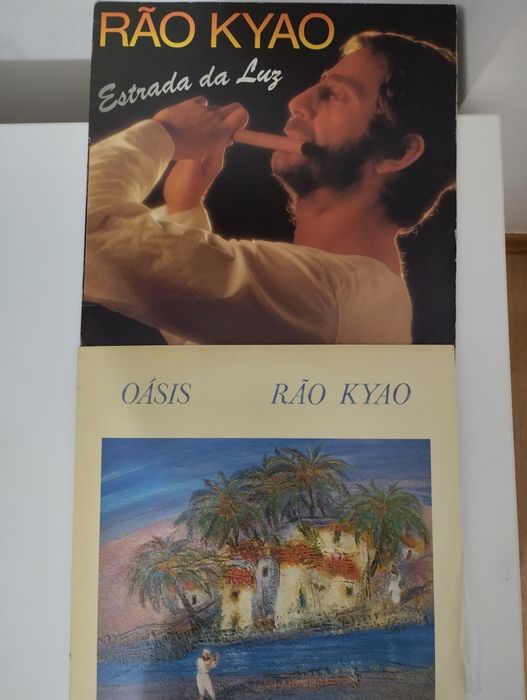 RÃO KYAO
Estrada da Luz
OÁSIS RÃO KYAO